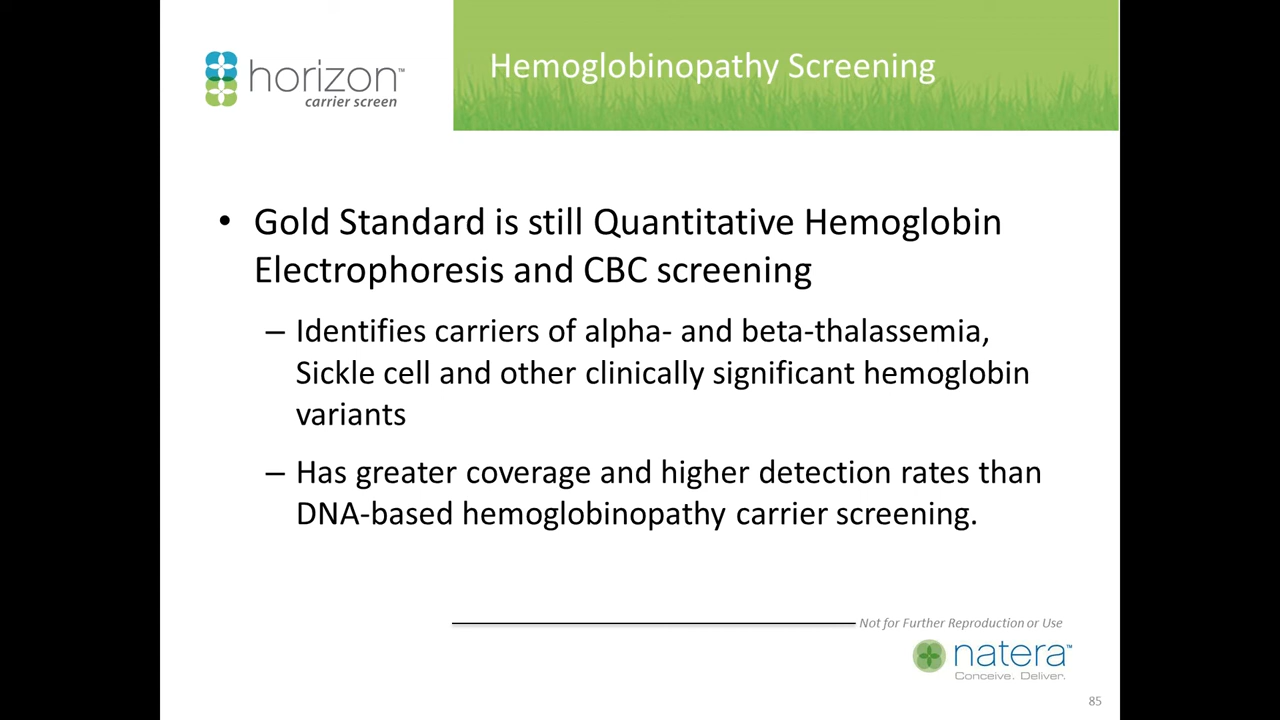 horizon™
carrier screen
Hemoglobinopathy Screening
• Gold Standard is still Quantitative Hemoglobin
Electrophoresis and CBC screening
– Identifies carriers of alpha- and beta-thalassemia,
Sickle cell and other clinically significant hemoglobin
variants
– Has greater coverage and higher detection rates than
DNA-based hemoglobinopathy carrier screening.
Not for Further Reproduction or Use
natera™
Conceive. Deliver.
85